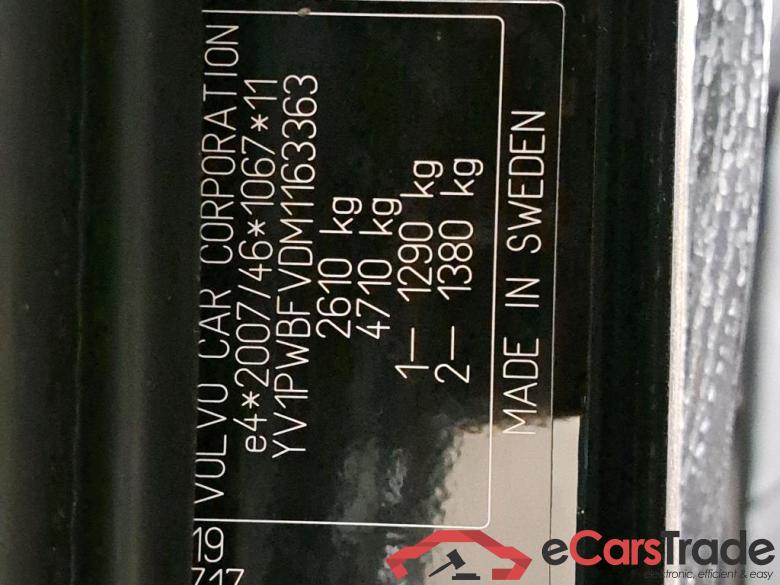 VOLVO CAR CORPORATION
e4*2007/46*1067*11
YV1PWBFVDM1163363
2610 kg
4710 kg
1– 1290 kg
2– 1380 kg
MADE IN SWEDEN
19
717
eCarsTrade
electronic, efficient & easy